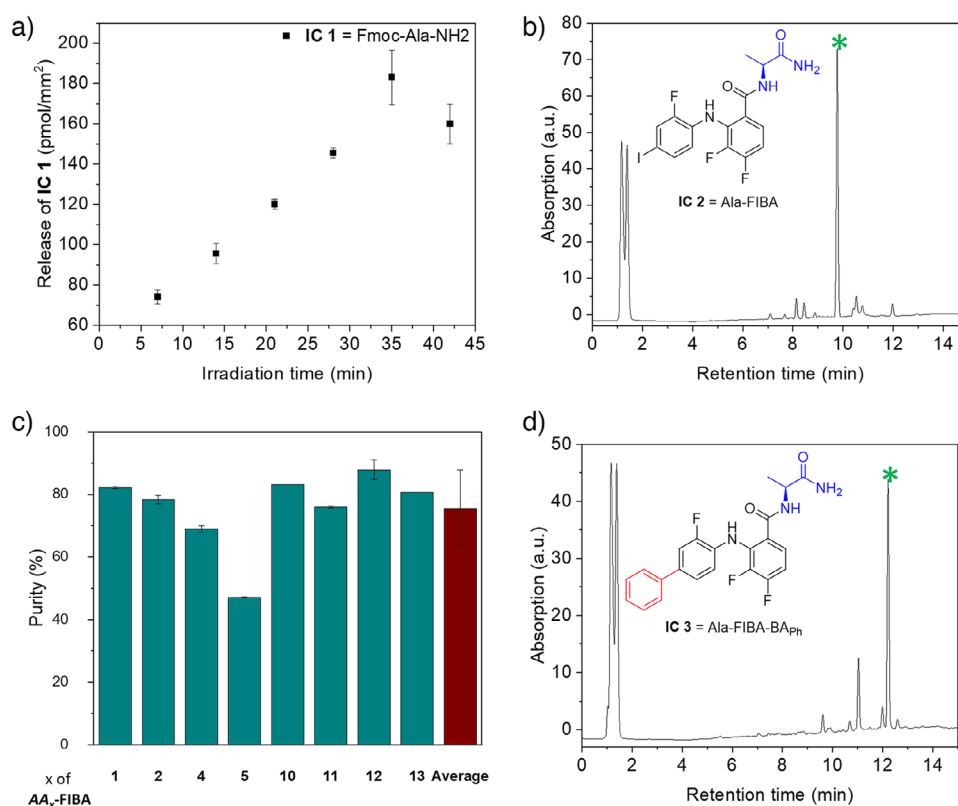 a)
IC 1 = Fmoc-Ala-NH2
Release of IC 1 (pmol/mm²)
200
180
160
140
120
100
80
60
0 5 10 15 20 25 30 35 40 45
Irradiation time (min)
b)
Absorption (a.u.)
80
70
60
50
40
30
20
10
0
*
O
NH₂
NH
O
H
N
F
I
F
F
IC 2 = Ala-FIBA
0 2 4 6 8 10 12 14
Retention time (min)
c)
Purity (%)
100
80
60
40
20
0
1 2 4 5 10 11 12 13 Average
x of
AAₓ-FIBA
d)
Absorption (a.u.)
50
40
30
20
10
0
*
O
NH₂
NH
O
H
N
F
F
F
IC 3 = Ala-FIBA-BA_Ph
0 2 4 6 8 10 12 14
Retention time (min)